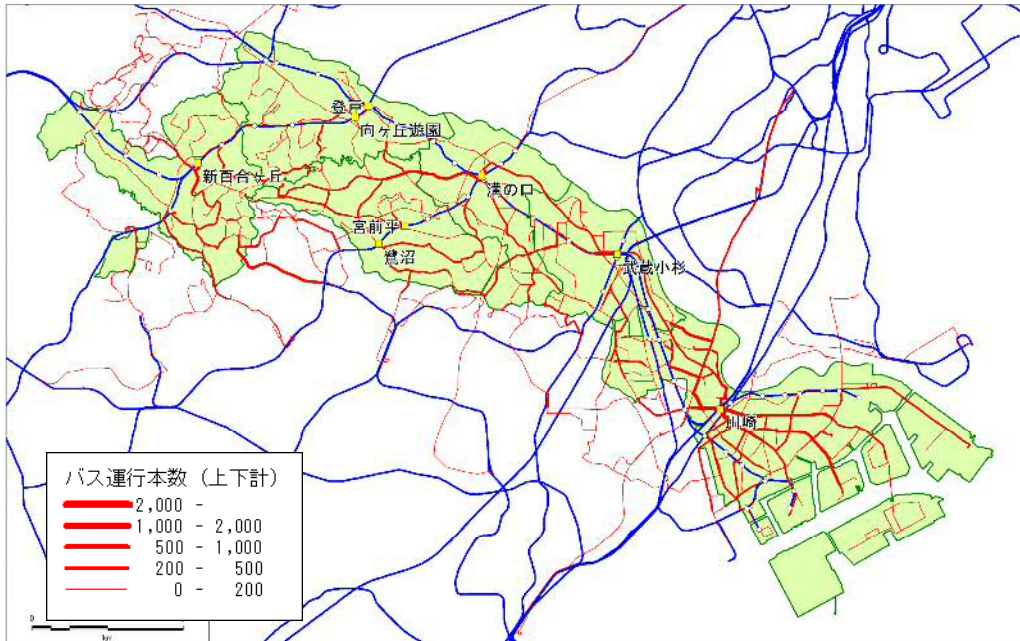 登戸
向ヶ丘遊園
新百合ヶ丘
溝の口
宮前平
鷺沼
武蔵小杉
川崎
バス運行本数（上下計）
2,000 -
1,000 - 2,000
500 - 1,000
200 - 500
0 - 200
0
km